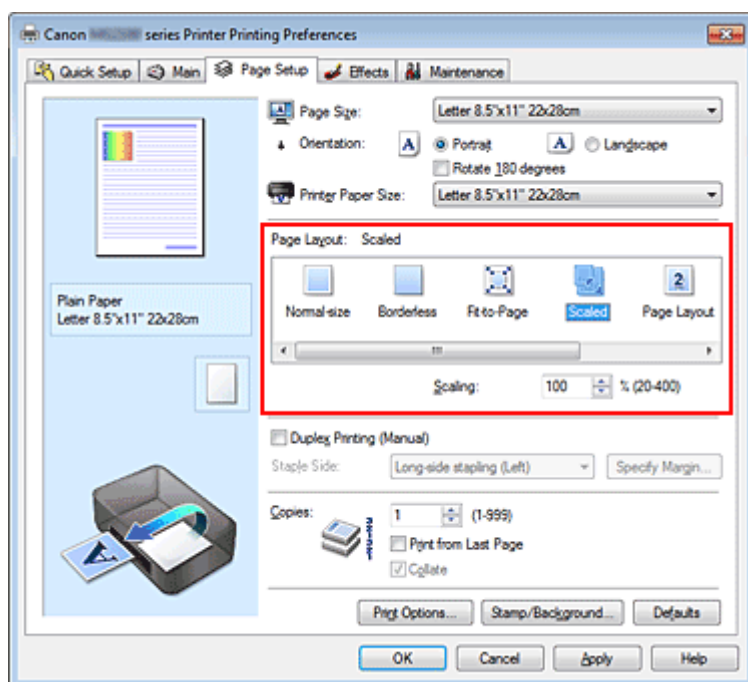 Canon series Printer Printing Preferences
Quick Setup Main Page Setup Effects Maintenance
Page Size: Letter 8.5"x11" 22x28cm
Orientation: A Portrait A Landscape
Rotate 180 degrees
Printer Paper Size: Letter 8.5"x11" 22x28cm
Page Layout: Scaled
Normal-size Borderless Fit-to-Page Scaled Page Layout
Plain Paper
Letter 8.5"x11" 22x28cm
Scaling: 100 % (20-400)
Duplex Printing (Manual)
Staple Side: Long-side stapling (Left) Specify Margin...
Copies: 1 (1-999)
Print from Last Page
Collate
Print Options... Stamp/Background... Defaults
OK Cancel Apply Help